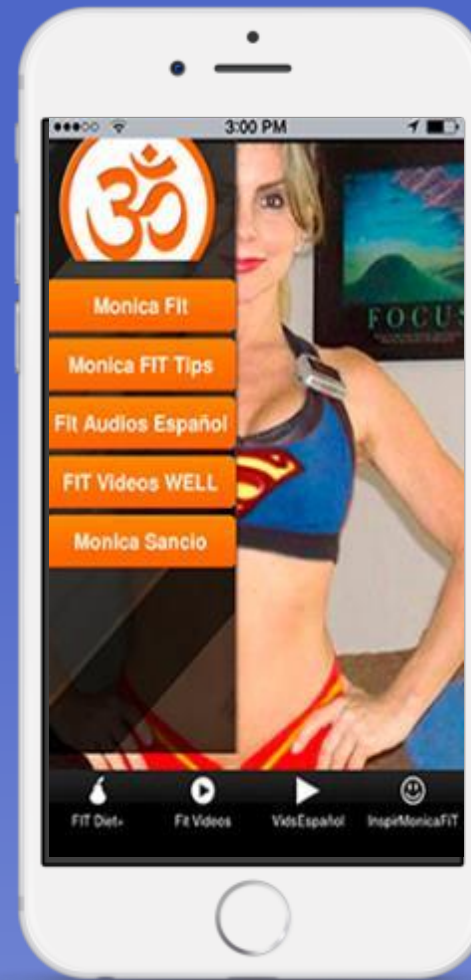 3:00 PM
ॐ
FOCUS
Monica Fit
Monica FIT Tips
Fit Audios Español
FIT Videos WELL
Monica Sancio
FIT Diet+
Fit Videos
VidsEspañol
InspirMonicaFiT